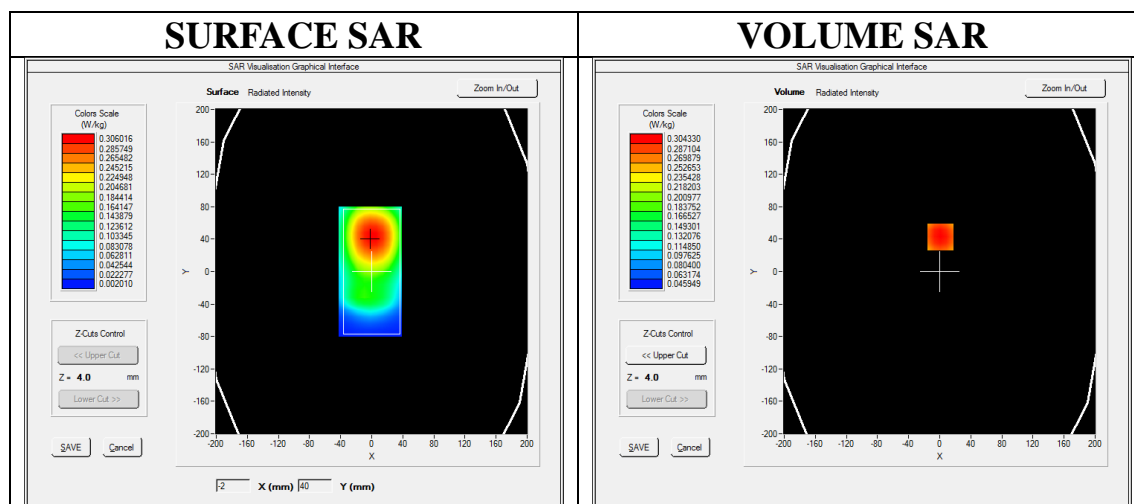 SURFACE SAR
SAR Visualisation Graphical Interface
Surface Radiated Intensity
Zoom In/Out
Colors Scale
(W/kg)
0.306016
0.285749
0.265482
0.245215
0.224948
0.204681
0.184414
0.164147
0.143879
0.123612
0.103345
0.083078
0.062811
0.042544
0.022277
0.002010
Z-Cuts Control
<< Upper Cut
Z = 4.0 mm
Lower Cut >>
SAVE Cancel
200
160
120
80
40
0
-40
-80
-120
-160
-200
Y
-200 -160 -120 -80 -40 0 40 80 120 160 200
X
-2 X (mm) 40 Y (mm)
VOLUME SAR
SAR Visualisation Graphical Interface
Volume Radiated Intensity
Zoom In/Out
Colors Scale
(W/kg)
0.304330
0.287104
0.269879
0.252653
0.235428
0.218203
0.200977
0.183752
0.166527
0.149301
0.132076
0.114850
0.097625
0.080400
0.063174
0.045949
Z-Cuts Control
<< Upper Cut
Z = 4.0 mm
Lower Cut >>
SAVE Cancel
200
160
120
80
40
0
-40
-80
-120
-160
-200
Y
-200 -160 -120 -80 -40 0 40 80 120 160 200
X